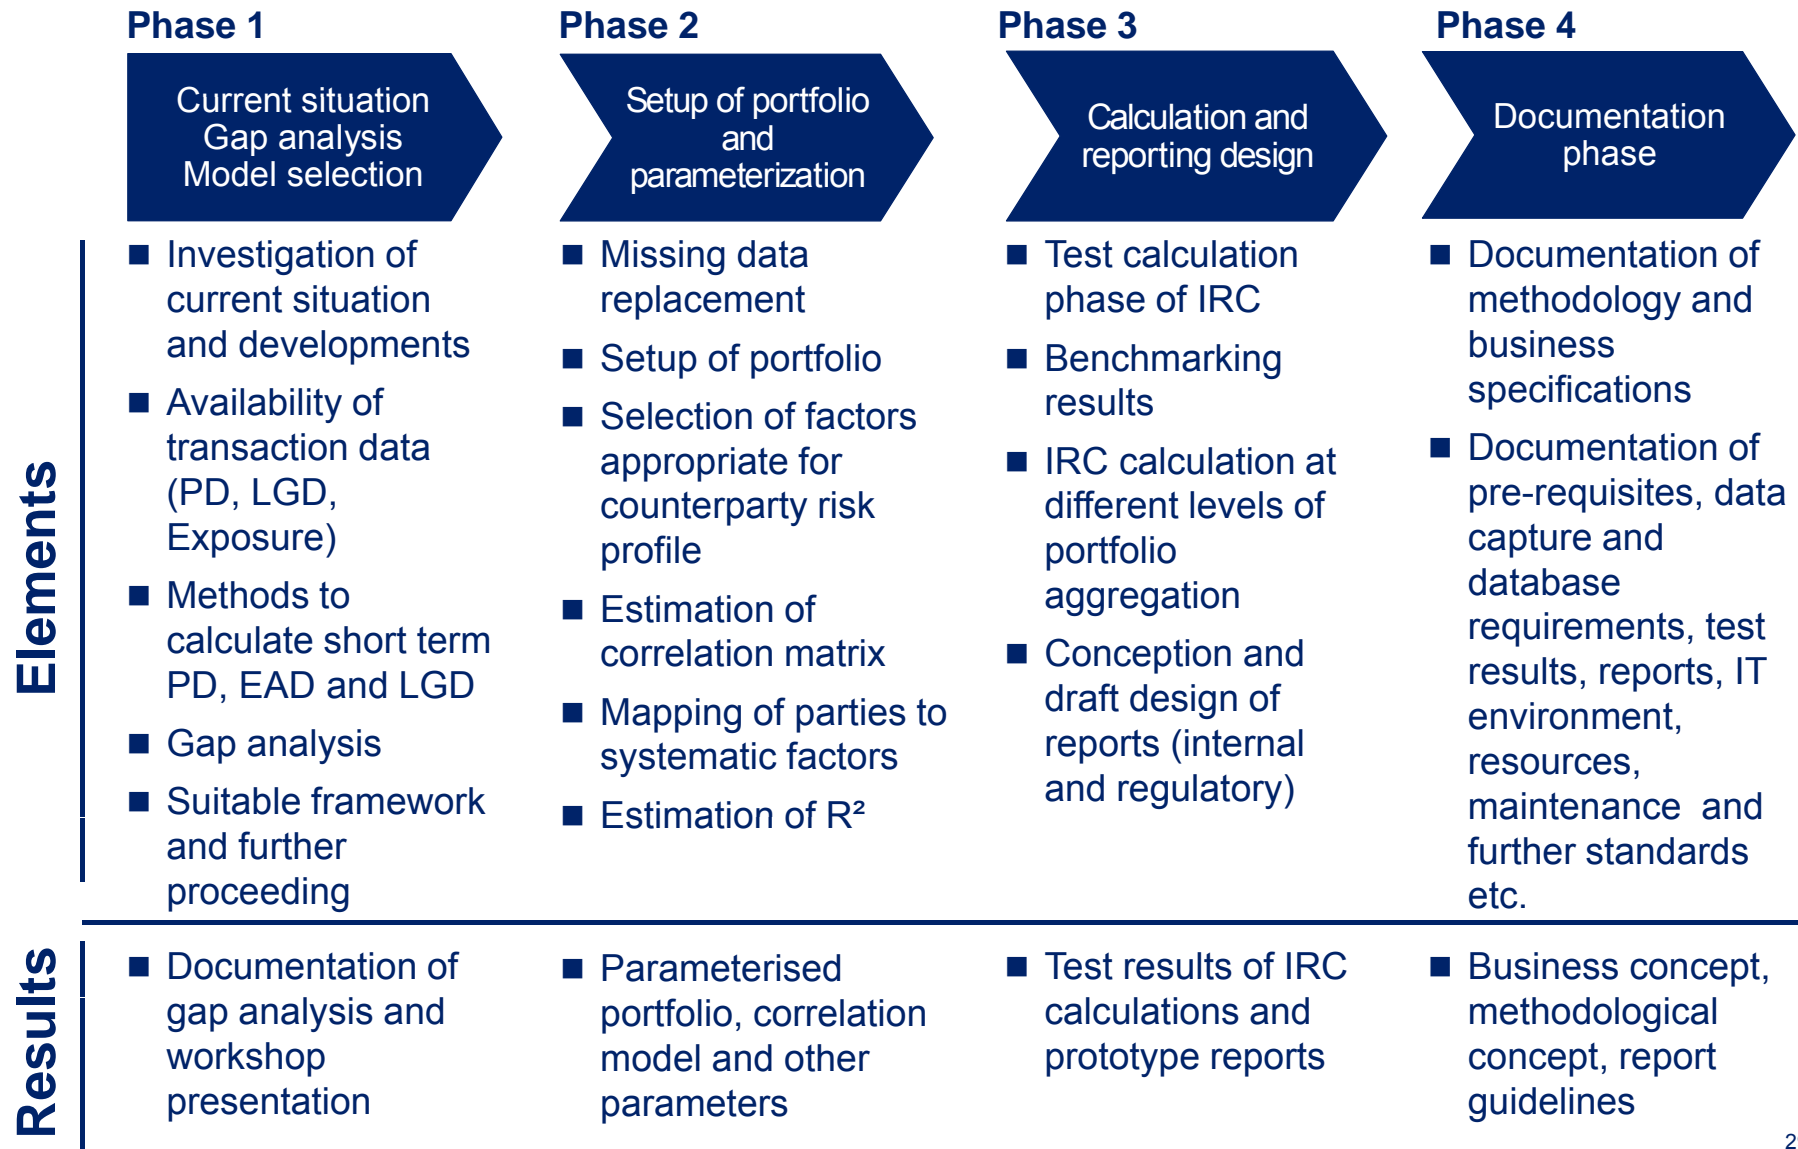 Phase 1
Current situation
Gap analysis
Model selection
Phase 2
Setup of portfolio
and
parameterization
Phase 3
Calculation and
reporting design
Phase 4
Documentation
phase
Elements
■ Investigation of
current situation
and developments
■ Availability of
transaction data
(PD, LGD,
Exposure)
■ Methods to
calculate short term
PD, EAD and LGD
■ Gap analysis
■ Suitable framework
and further
proceeding
■ Missing data
replacement
■ Setup of portfolio
■ Selection of factors
appropriate for
counterparty risk
profile
■ Estimation of
correlation matrix
■ Mapping of parties to
systematic factors
■ Estimation of R²
■ Test calculation
phase of IRC
■ Benchmarking
results
■ IRC calculation at
different levels of
portfolio
aggregation
■ Conception and
draft design of
reports (internal
and regulatory)
■ Documentation of
methodology and
business
specifications
■ Documentation of
pre-requisites, data
capture and
database
requirements, test
results, reports, IT
environment,
resources,
maintenance and
further standards
etc.
Results
■ Documentation of
gap analysis and
workshop
presentation
■ Parameterised
portfolio, correlation
model and other
parameters
■ Test results of IRC
calculations and
prototype reports
■ Business concept,
methodological
concept, report
guidelines